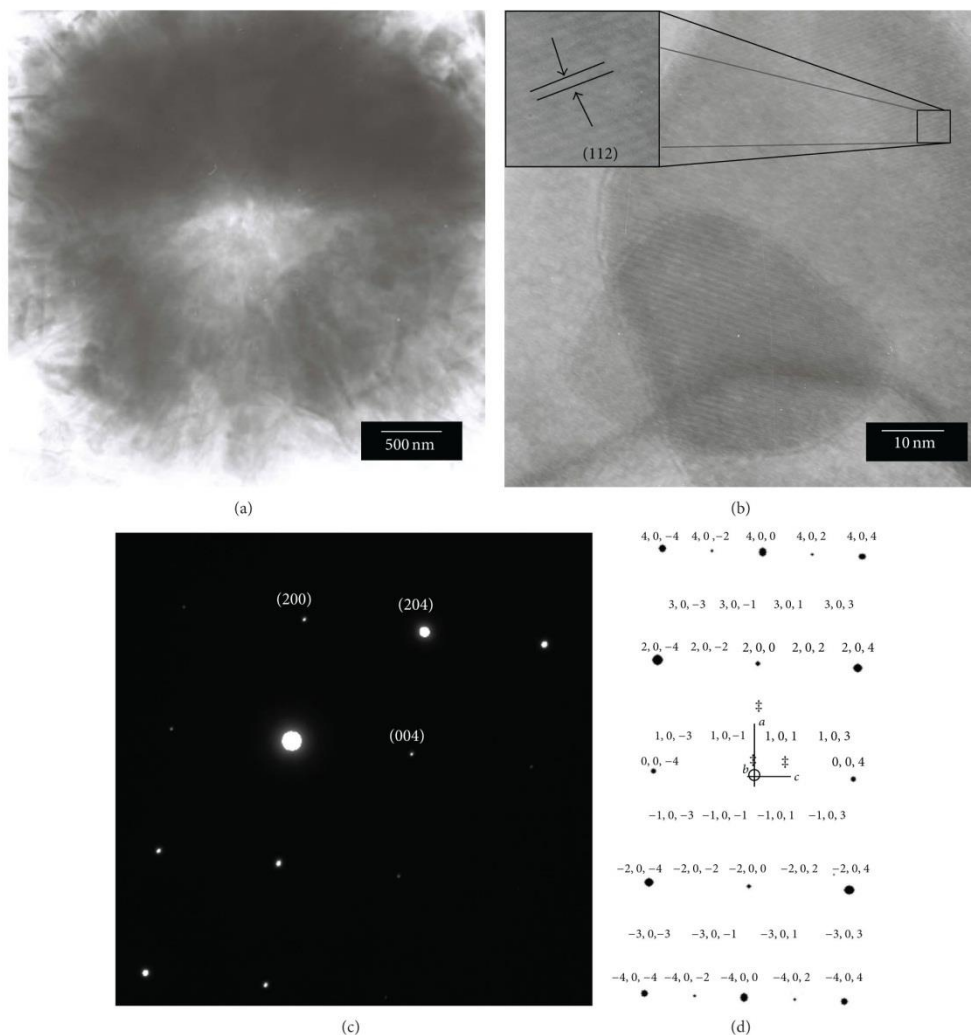 (112)
500 nm
10 nm
(a)
(b)
(200)
(204)
(004)
(c)
4, 0, −4 4, 0, −2 4, 0, 0 4, 0, 2 4, 0, 4
3, 0, −3 3, 0, −1 3, 0, 1 3, 0, 3
2, 0, −4 2, 0, −2 2, 0, 0 2, 0, 2 2, 0, 4
‡
a
1, 0, −3 1, 0, −1 1, 0, 1 1, 0, 3
‡ ‡
0, 0, −4 b 0, 0, 4
c
−1, 0, −3 −1, 0, −1 −1, 0, 1 −1, 0, 3
−2, 0, −4 −2, 0, −2 −2, 0, 0 −2, 0, 2 −2, 0, 4
−3, 0, −3 −3, 0, −1 −3, 0, 1 −3, 0, 3
−4, 0, −4 −4, 0, −2 −4, 0, 0 −4, 0, 2 −4, 0, 4
(d)